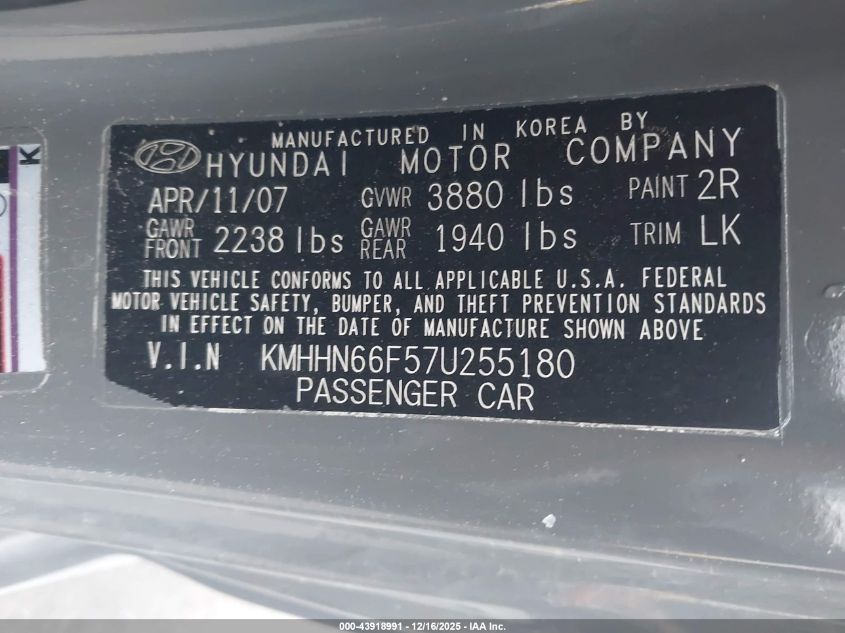 MANUFACTURED IN KOREA BY
HYUNDAI MOTOR COMPANY
APR/11/07 GVWR 3880 lbs PAINT 2R
GAWR FRONT 2238 lbs GAWR REAR 1940 lbs TRIM LK
THIS VEHICLE CONFORMS TO ALL APPLICABLE U.S.A. FEDERAL
MOTOR VEHICLE SAFETY, BUMPER, AND THEFT PREVENTION STANDARDS
IN EFFECT ON THE DATE OF MANUFACTURE SHOWN ABOVE
V.I.N KMHHN66F57U255180
PASSENGER CAR
K
000-43918991 - 12/16/2025 - IAA Inc.